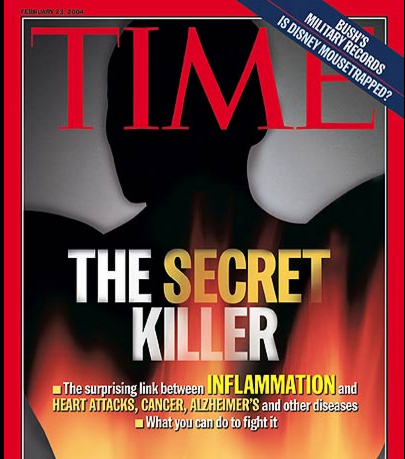 FEBRUARY 23, 2004
BUSH'S
MILITARY RECORDS
IS DISNEY MOUSETRAPPED?
TIME
THE SECRET
KILLER
■ The surprising link between INFLAMMATION and
HEART ATTACKS, CANCER, ALZHEIMER'S and other diseases
■ What you can do to fight it